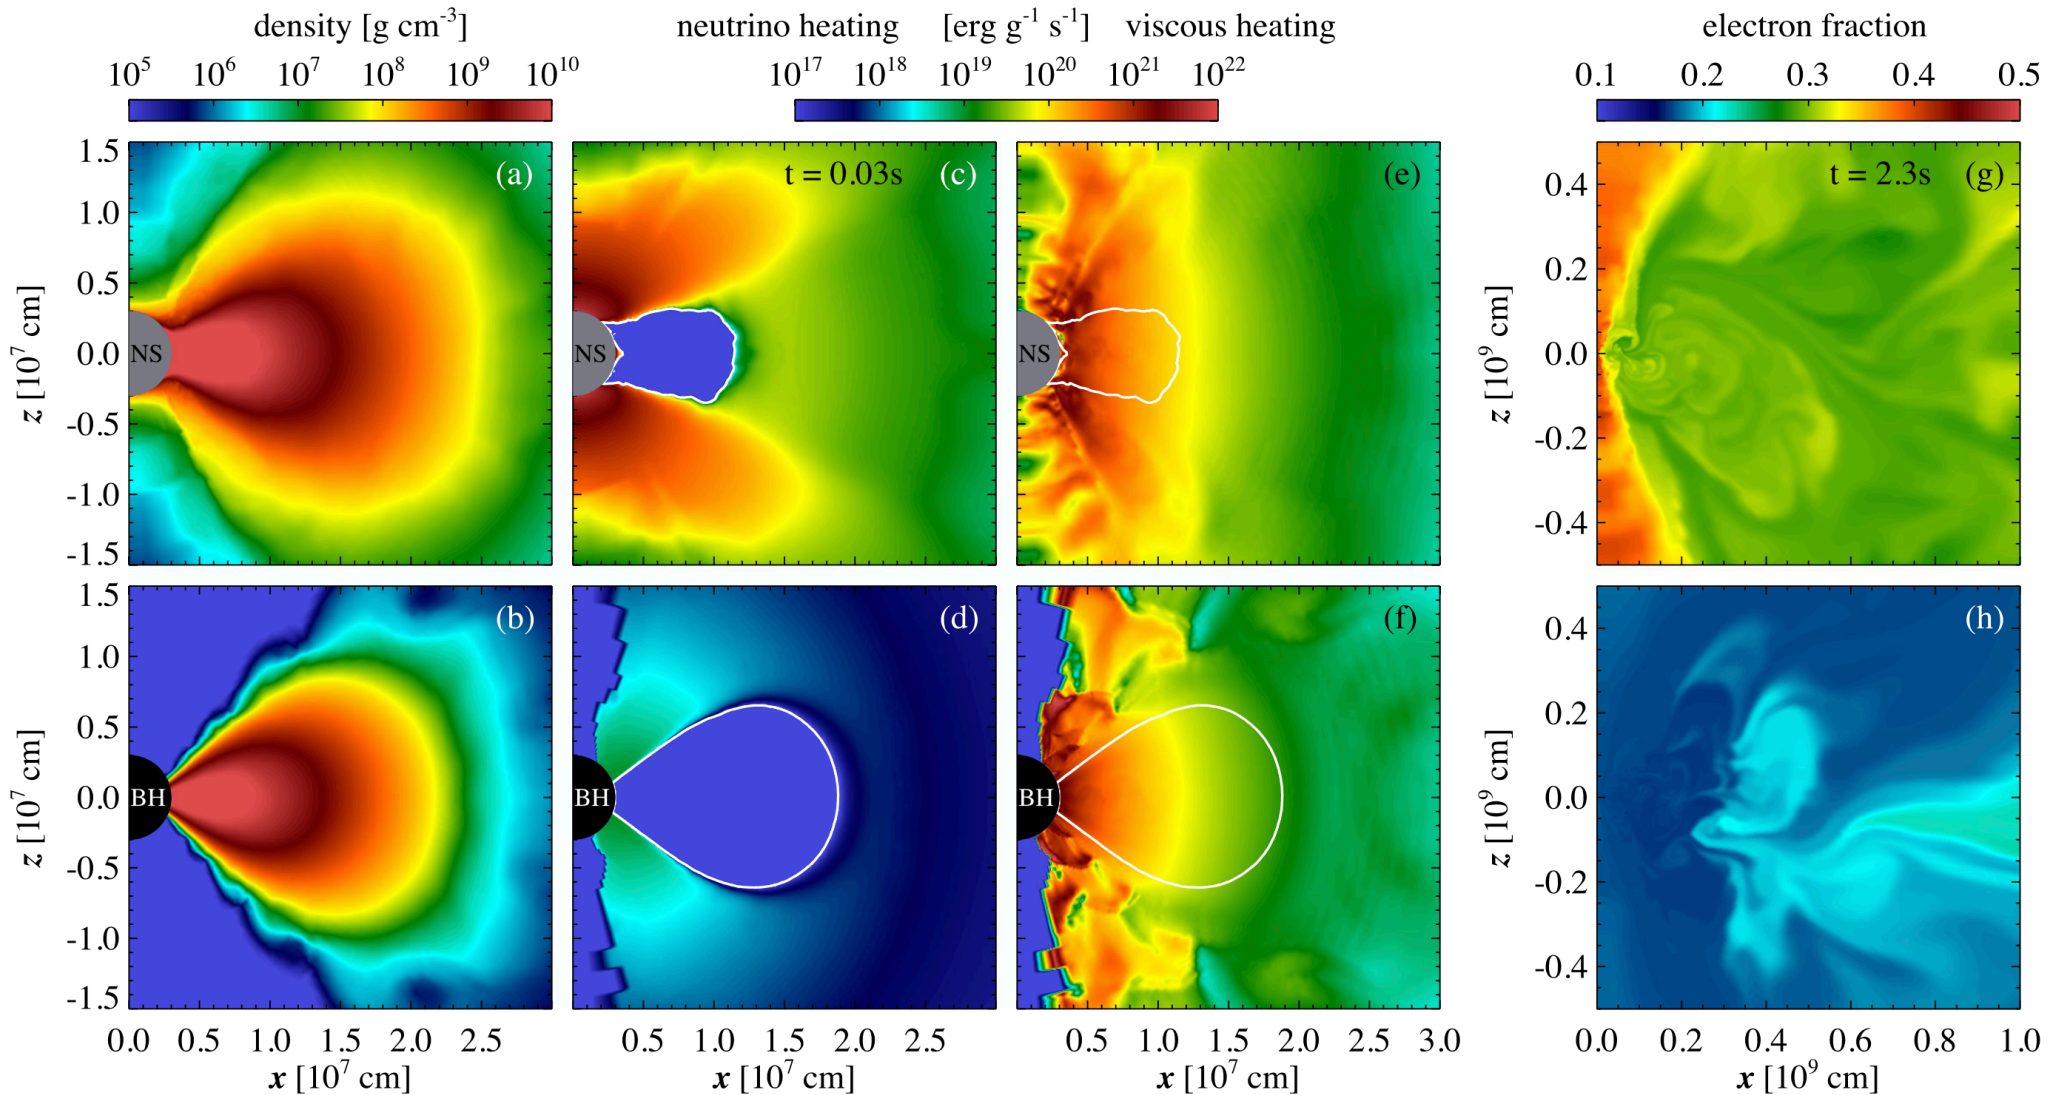 density [g cm⁻³] neutrino heating [erg g⁻¹ s⁻¹] viscous heating electron fraction
10⁵ 10⁶ 10⁷ 10⁸ 10⁹ 10¹⁰ 10¹⁷ 10¹⁸ 10¹⁹ 10²⁰ 10²¹ 10²² 0.1 0.2 0.3 0.4 0.5
1.5 (a) t = 0.03s (c) (e) 0.4 t = 2.3s (g)
1.0
0.5 0.2
z [10⁷ cm] 0.0 NS NS NS z [10⁹ cm] 0.0
-0.5 -0.2
-1.0
-1.5 -0.4
1.5 (b) (d) (f) 0.4 (h)
1.0
0.5 0.2
z [10⁷ cm] 0.0 BH BH BH z [10⁹ cm] 0.0
-0.5 -0.2
-1.0
-1.5 -0.4
0.0 0.5 1.0 1.5 2.0 2.5 0.5 1.0 1.5 2.0 2.5 0.5 1.0 1.5 2.0 2.5 3.0 0.0 0.2 0.4 0.6 0.8 1.0
x [10⁷ cm] x [10⁷ cm] x [10⁷ cm] x [10⁹ cm]